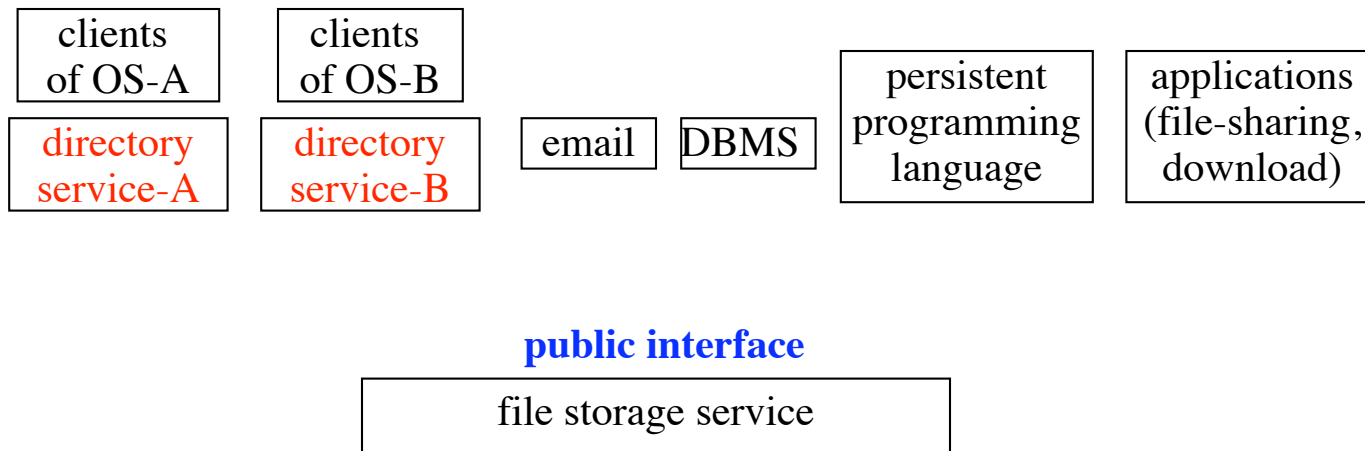 clients
of OS-A
directory
service-A
clients
of OS-B
directory
service-B
email
DBMS
persistent
programming
language
applications
(file-sharing,
download)
public interface
file storage service